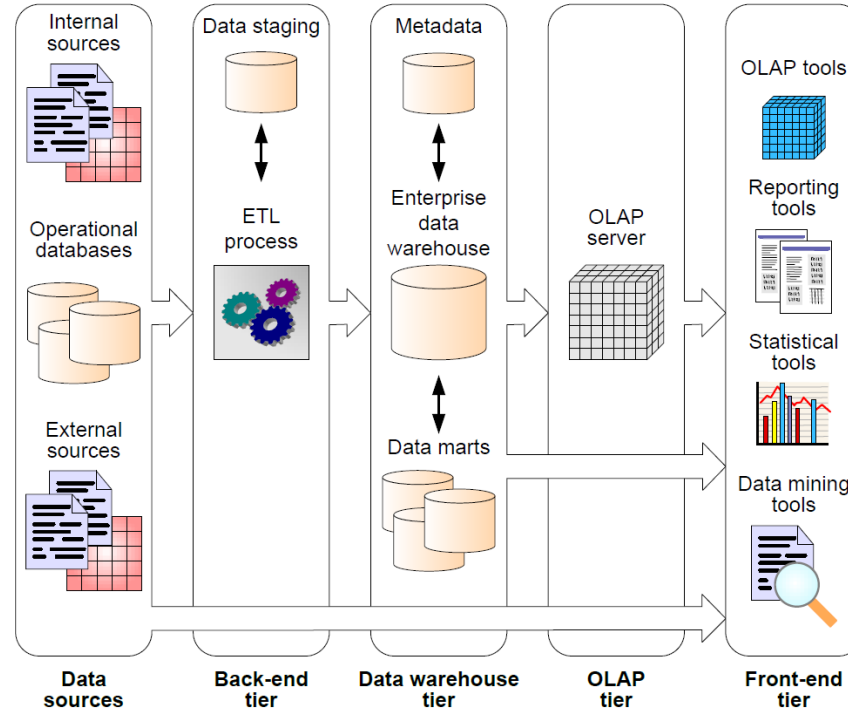 Internal
sources
Operational
databases
External
sources
Data
sources
Data staging
ETL
process
Back-end
tier
Metadata
Enterprise
data
warehouse
Data marts
Data warehouse
tier
OLAP
server
OLAP
tier
OLAP tools
Reporting
tools
Statistical
tools
Data mining
tools
Front-end
tier